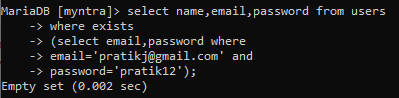 MariaDB [myntra]> select name,email,password from users
-> where exists
-> (select email,password where
-> email='pratikj@gmail.com' and
-> password='pratik12');
Empty set (0.002 sec)